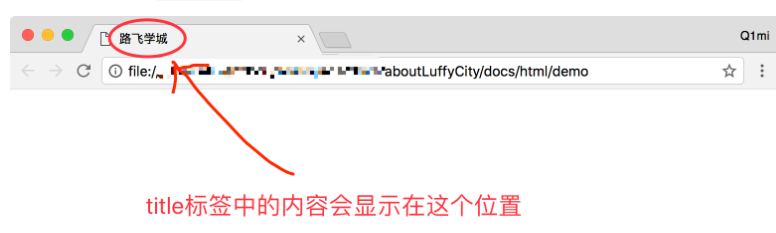 路飞学城
Q1mi
file:/
aboutLuffyCity/docs/html/demo
title标签中的内容会显示在这个位置